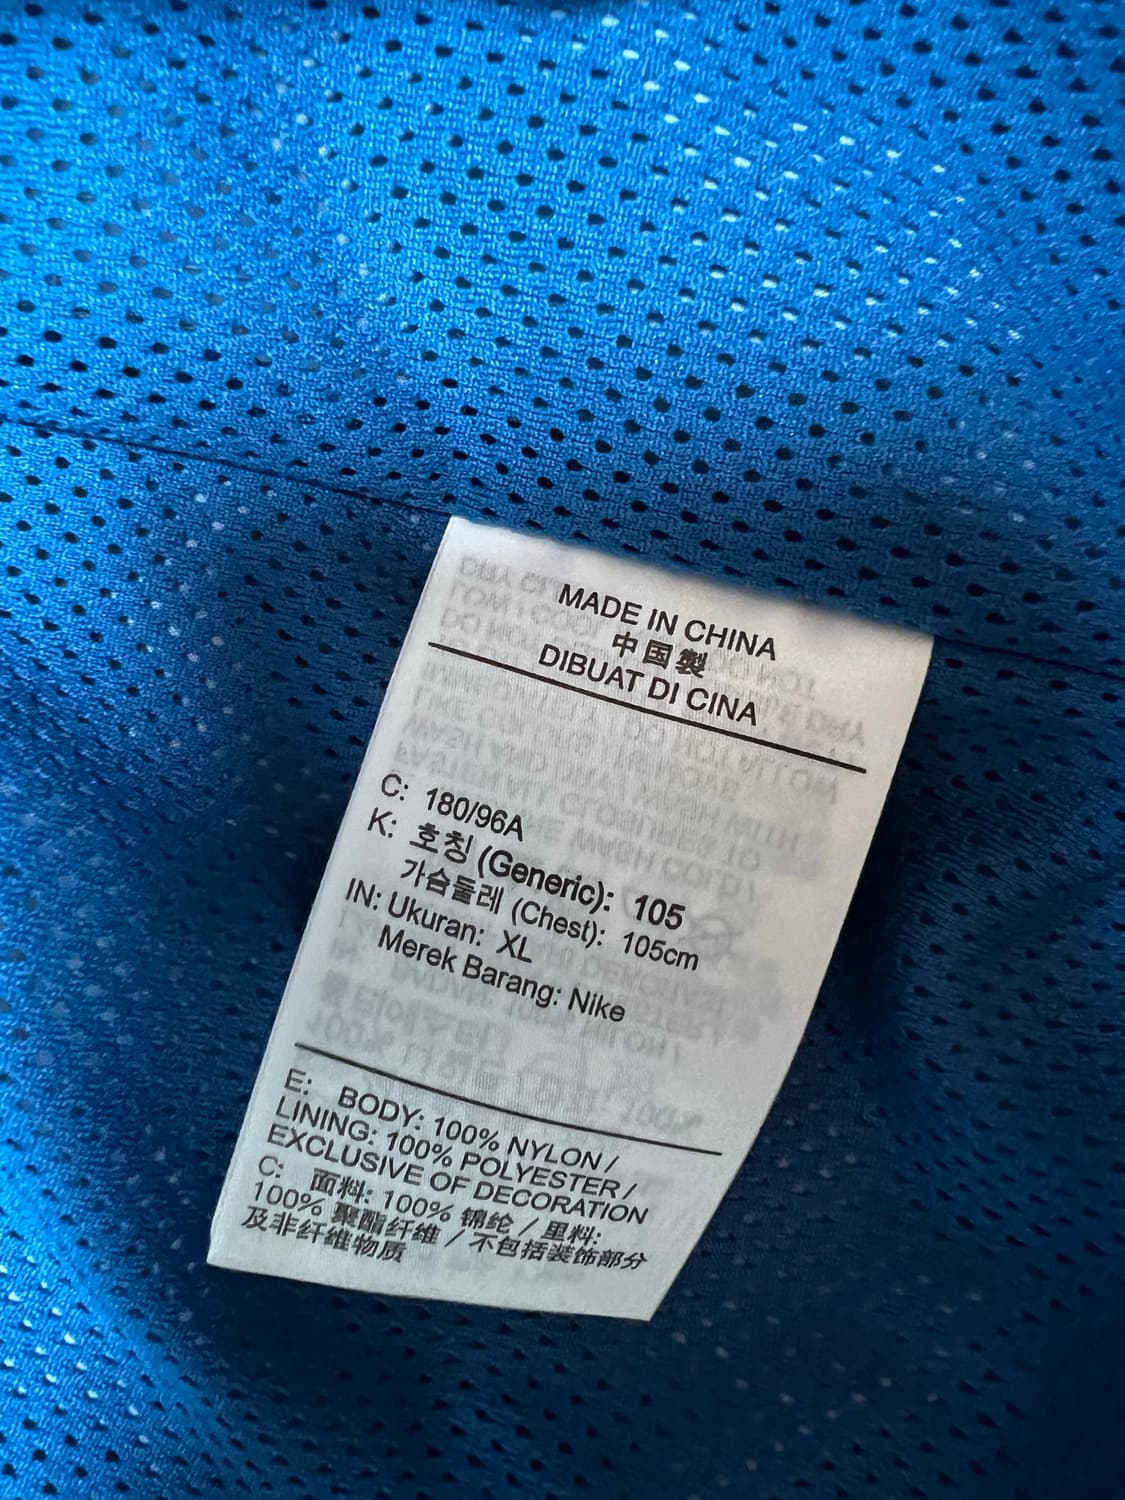 MADE IN CHINA
中国製
DIBUAT DI CINA
C: 180/96A
K: 호칭 (Generic): 105
가슴둘레 (Chest): 105cm
IN: Ukuran: XL
Merek Barang: Nike
E: BODY: 100% NYLON /
LINING: 100% POLYESTER /
EXCLUSIVE OF DECORATION
C: 面料: 100% 锦纶 / 里料:
100% 聚酯纤维 / 不包括装饰部分
及非纤维物质